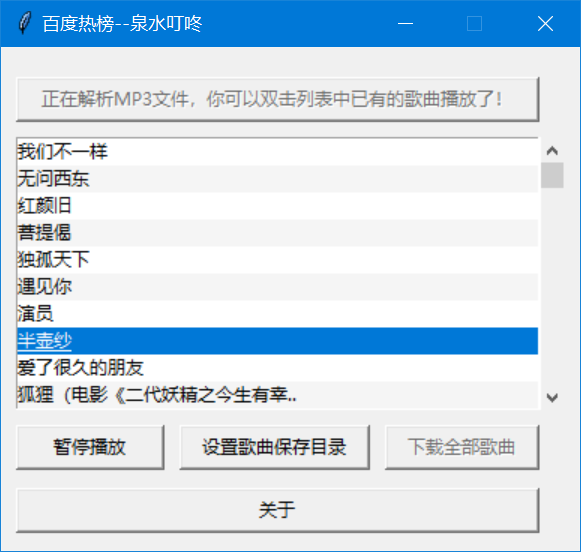 百度热榜--泉水叮咚
正在解析MP3文件，你可以双击列表中已有的歌曲播放了！
我们不一样
无问西东
红颜旧
菩提偈
独孤天下
遇见你
演员
半壶纱
爱了很久的朋友
狐狸（电影《二代妖精之今生有幸..
暂停播放 设置歌曲保存目录 下载全部歌曲
关于